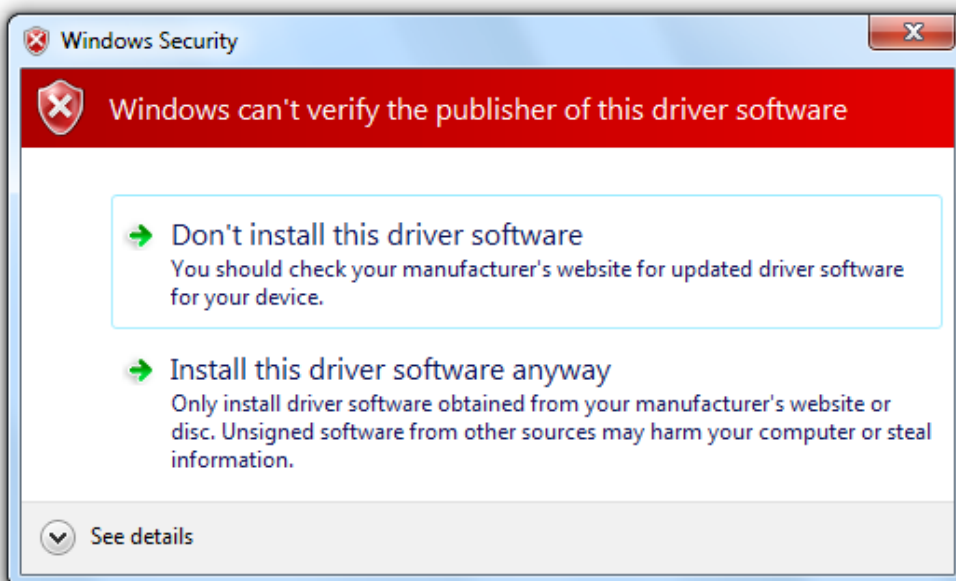 Windows Security
Windows can't verify the publisher of this driver software
Don't install this driver software
You should check your manufacturer's website for updated driver software
for your device.
Install this driver software anyway
Only install driver software obtained from your manufacturer's website or
disc. Unsigned software from other sources may harm your computer or steal
information.
See details